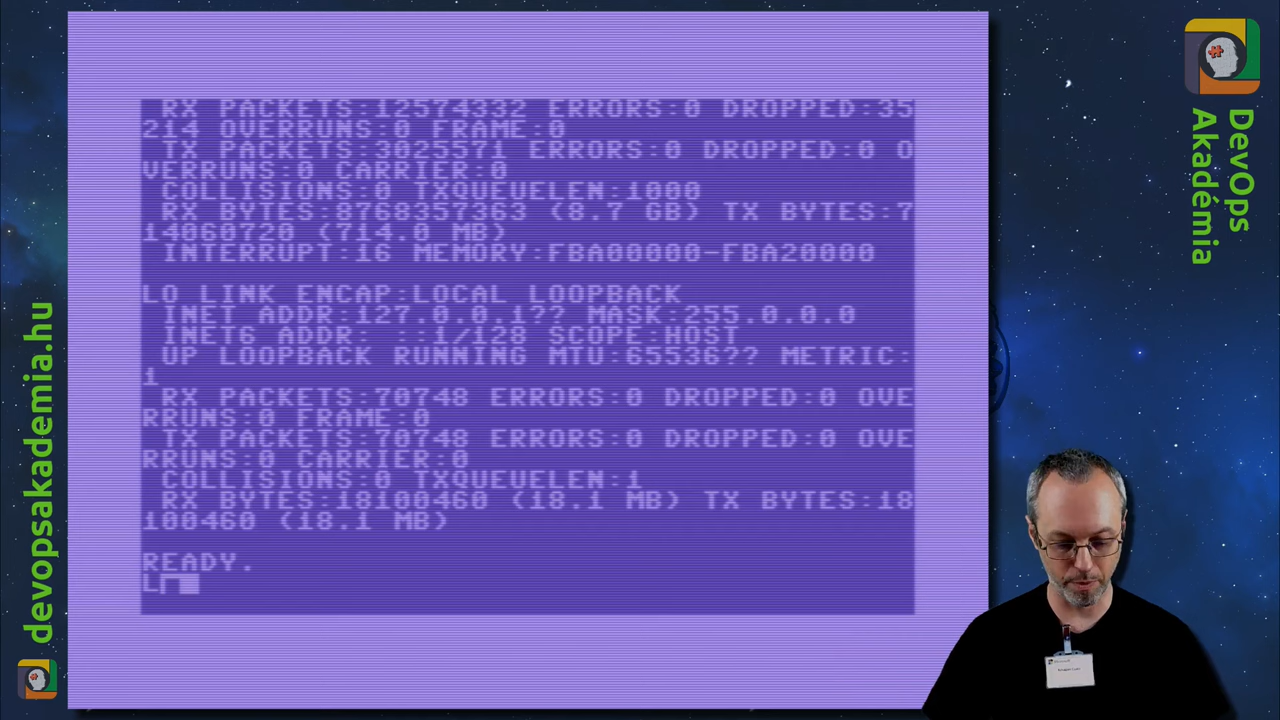 RX PACKETS:12574332 ERRORS:0 DROPPED:35
214 OVERRUNS:0 FRAME:0
TX PACKETS:3025571 ERRORS:0 DROPPED:0 O
VERRUNS:0 CARRIER:0
COLLISIONS:0 TXQUEUELEN:1000
RX BYTES:8768357363 (8.7 GB) TX BYTES:7
14060720 (714.0 MB)
INTERRUPT:16 MEMORY:FBA00000-FBA20000
LO LINK ENCAP:LOCAL LOOPBACK
INET ADDR:127.0.0.1?? MASK:255.0.0.0
INET6 ADDR: ::1/128 SCOPE:HOST
UP LOOPBACK RUNNING MTU:65536?? METRIC:
1
RX PACKETS:70748 ERRORS:0 DROPPED:0 OVE
RRUNS:0 FRAME:0
TX PACKETS:70748 ERRORS:0 DROPPED:0 OVE
RRUNS:0 CARRIER:0
COLLISIONS:0 TXQUEUELEN:1
RX BYTES:18100460 (18.1 MB) TX BYTES:18
100460 (18.1 MB)
READY.
L
devopsakademia.hu
DevOps
Akadémia